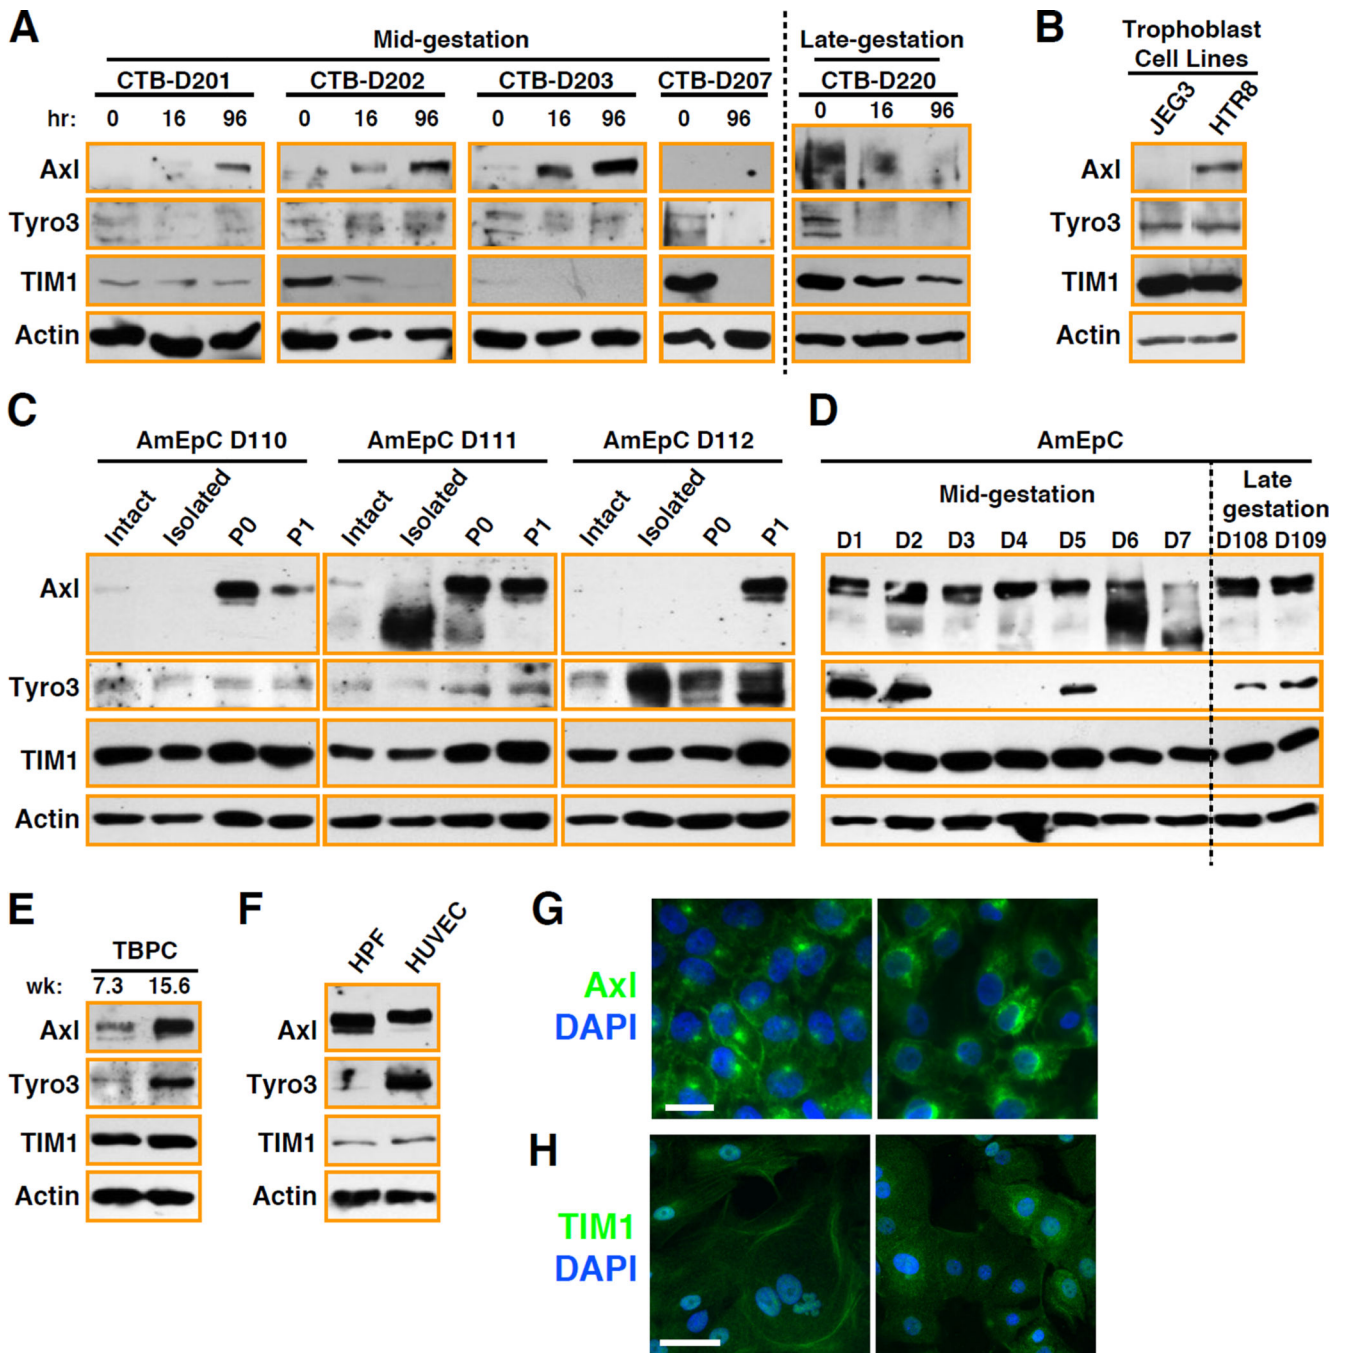 A
Mid-gestation
Late-gestation
CTB-D201 CTB-D202 CTB-D203 CTB-D207 CTB-D220
hr: 0 16 96 0 16 96 0 16 96 0 96 0 16 96
Axl
Tyro3
TIM1
Actin
B
Trophoblast
Cell Lines
JEG3 HTR8
Axl
Tyro3
TIM1
Actin
C
AmEpC D110 AmEpC D111 AmEpC D112
Intact Isolated P0 P1 Intact Isolated P0 P1 Intact Isolated P0 P1
Axl
Tyro3
TIM1
Actin
D
AmEpC
Mid-gestation
Late
gestation
D1 D2 D3 D4 D5 D6 D7 D108 D109
E
TBPC
wk: 7.3 15.6
Axl
Tyro3
TIM1
Actin
F
HPF HUVEC
Axl
Tyro3
TIM1
Actin
G
Axl
DAPI
H
TIM1
DAPI